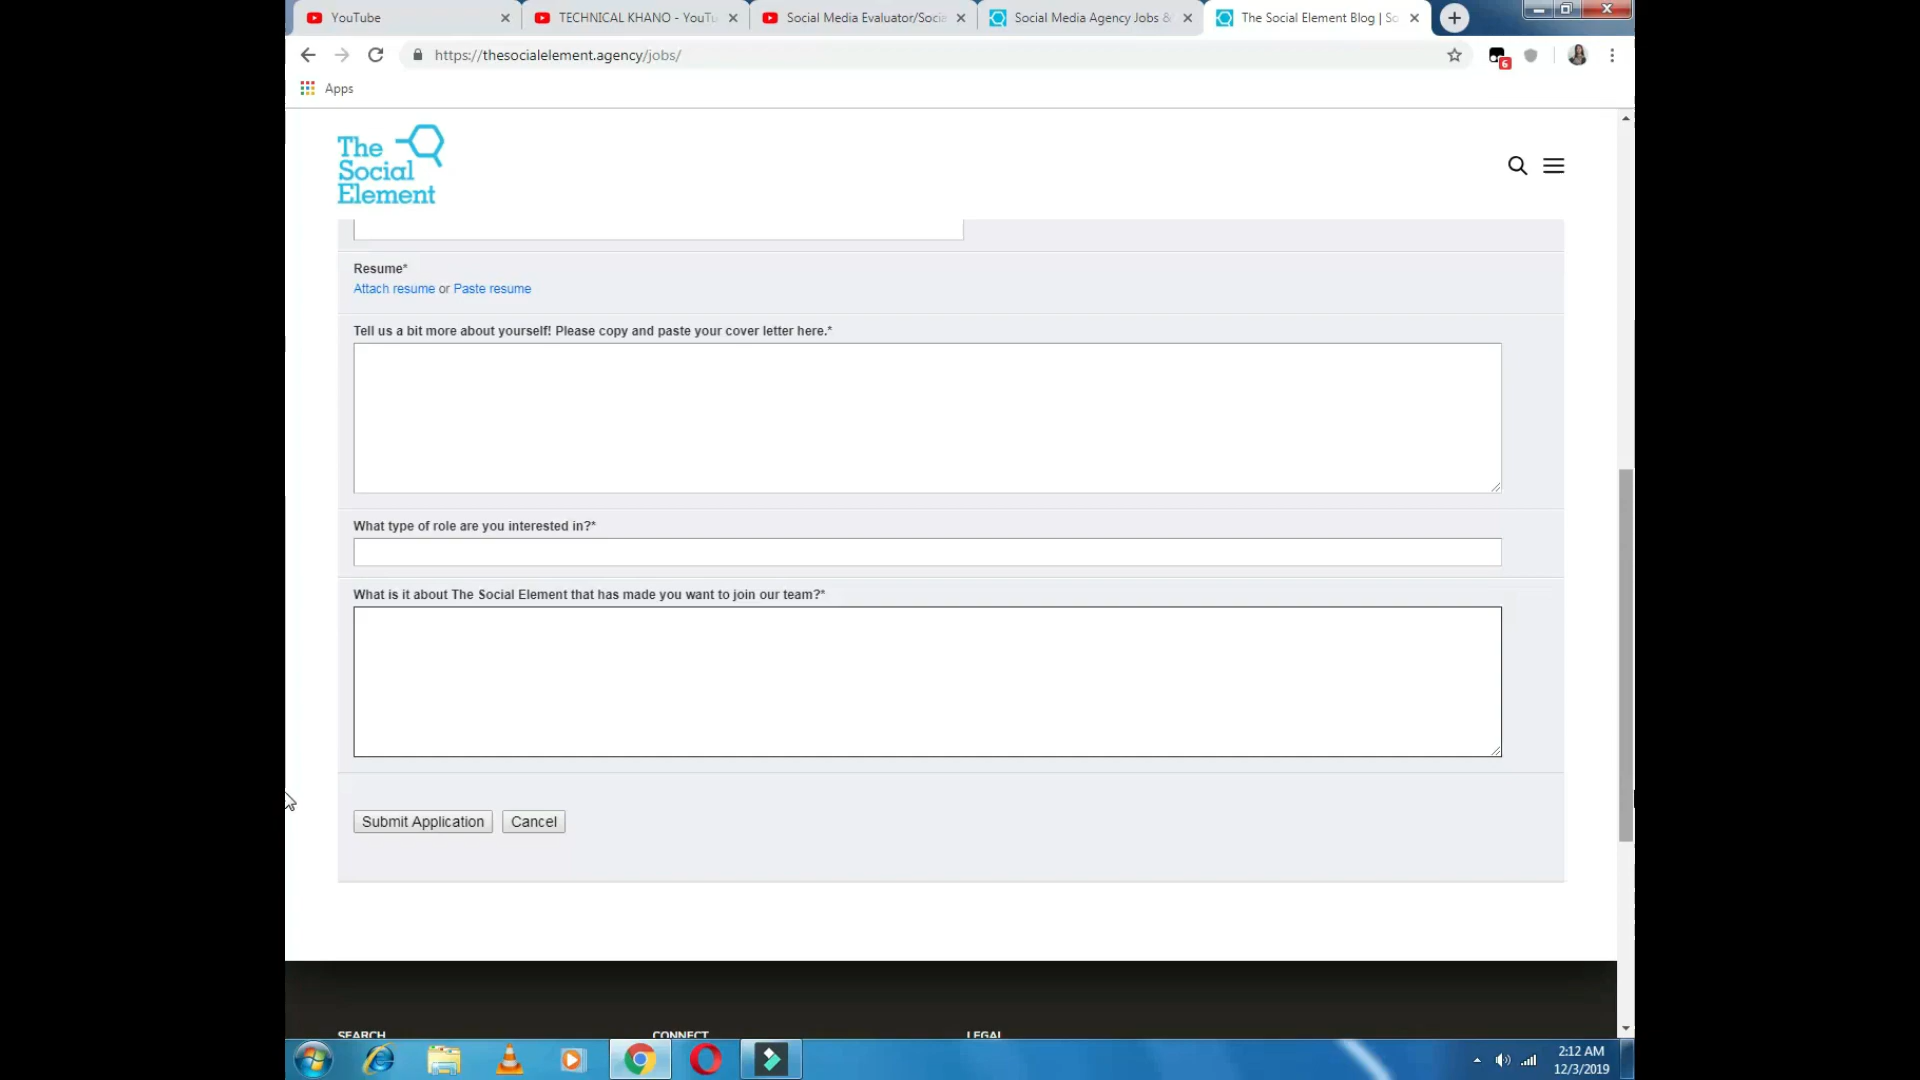 YouTube
TECHNICAL KHANO - YouTu
Social Media Evaluator/Socia
Social Media Agency Jobs &
The Social Element Blog | So
https://thesocialelement.agency/jobs/
6
Apps
The
Social
Element
Resume*
Attach resume or Paste resume
Tell us a bit more about yourself! Please copy and paste your cover letter here.*
What type of role are you interested in?*
What is it about The Social Element that has made you want to join our team?*
Submit Application
Cancel
SEARCH
CONNECT
LEGAL
2:12 AM
12/3/2019